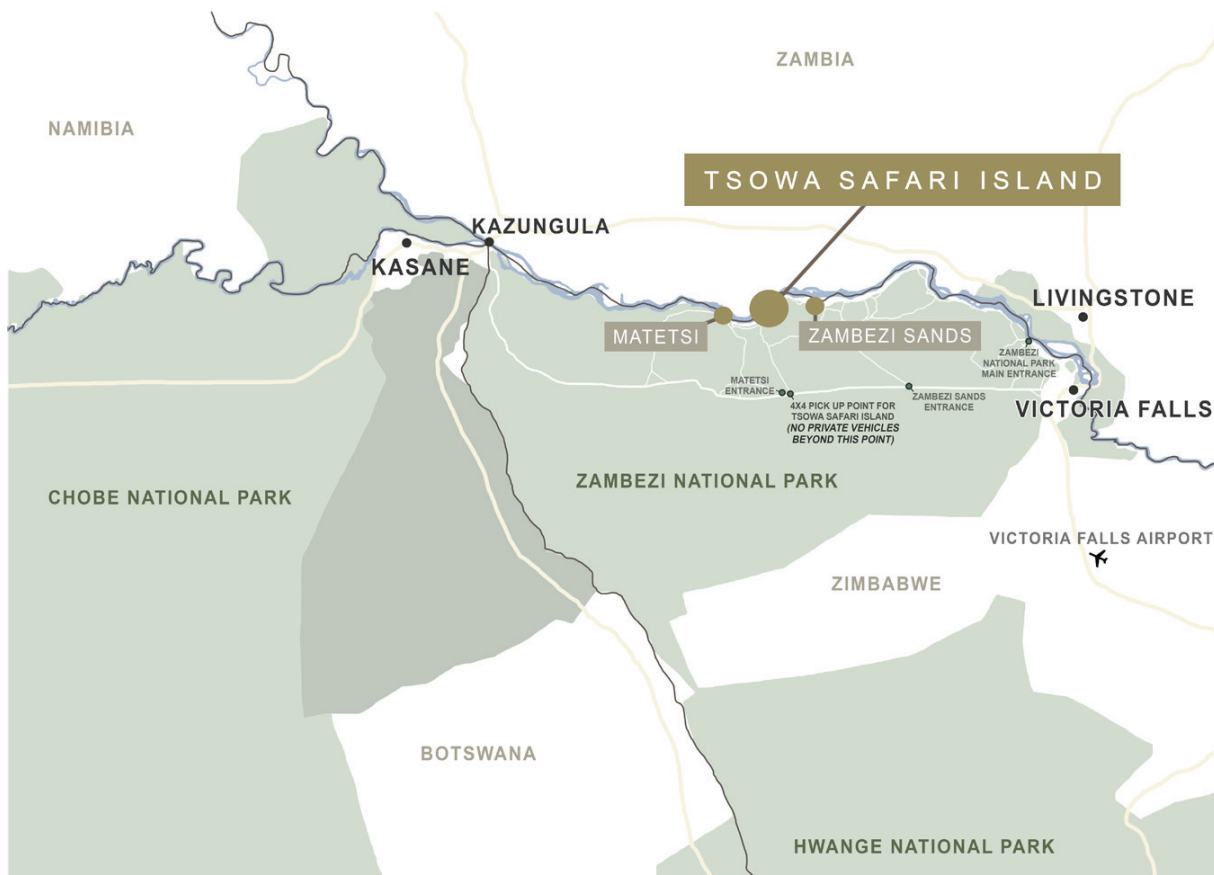 ZAMBIA
NAMIBIA
TSOWA SAFARI ISLAND
KAZUNGULA
KASANE
LIVINGSTONE
MATETSI
ZAMBEZI SANDS
ZAMBEZI
NATIONAL PARK
MAIN ENTRANCE
MATETSI
ENTRANCE
4X4 PICK UP POINT FOR
TSOWA SAFARI ISLAND
(NO PRIVATE VEHICLES
BEYOND THIS POINT)
ZAMBEZI SANDS
ENTRANCE
VICTORIA FALLS
CHOBE NATIONAL PARK
ZAMBEZI NATIONAL PARK
VICTORIA FALLS AIRPORT
ZIMBABWE
BOTSWANA
HWANGE NATIONAL PARK